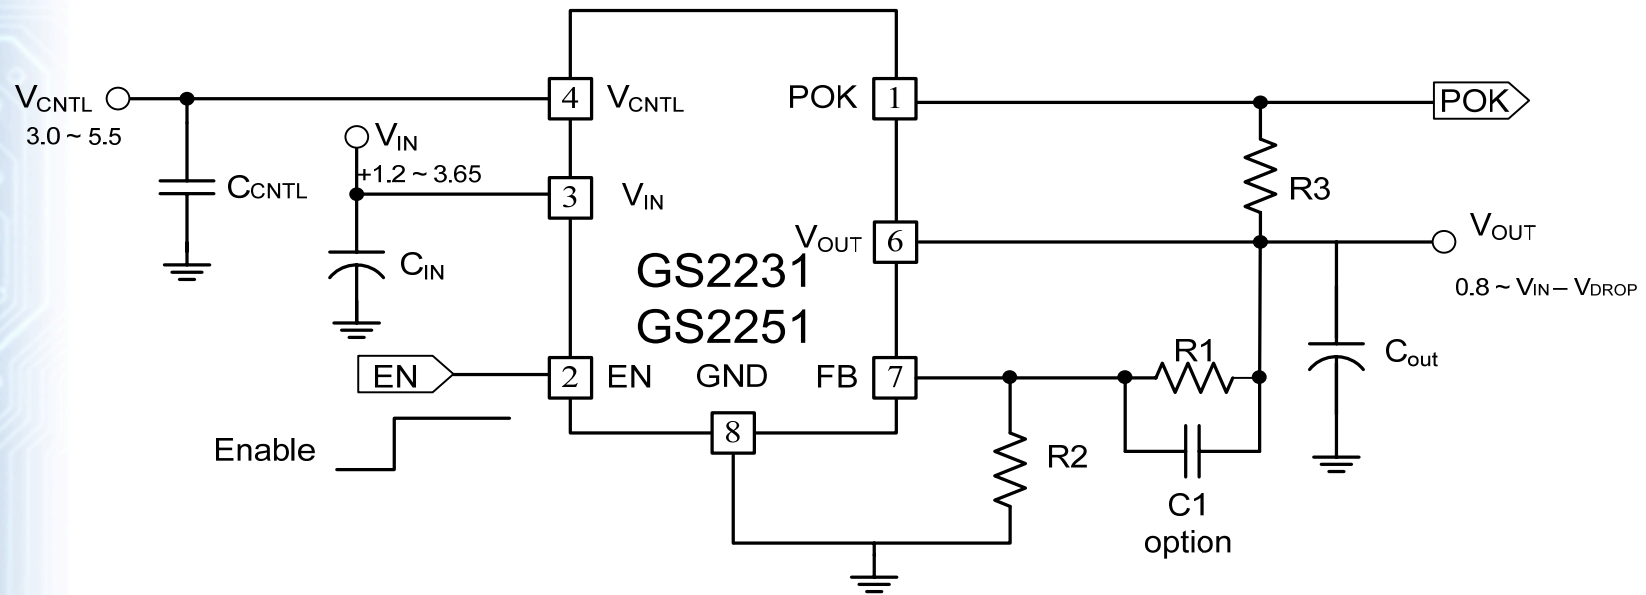 VCNTL
3.0 ~ 5.5
CCNTL
VIN
+1.2 ~ 3.65
CIN
EN
Enable
4
VCNTL
3
VIN
2
EN
GND
8
GS2231
GS2251
POK
1
VOUT
6
FB
7
POK
R3
VOUT
0.8 ~ VIN – VDROP
R1
Cout
R2
C1
option